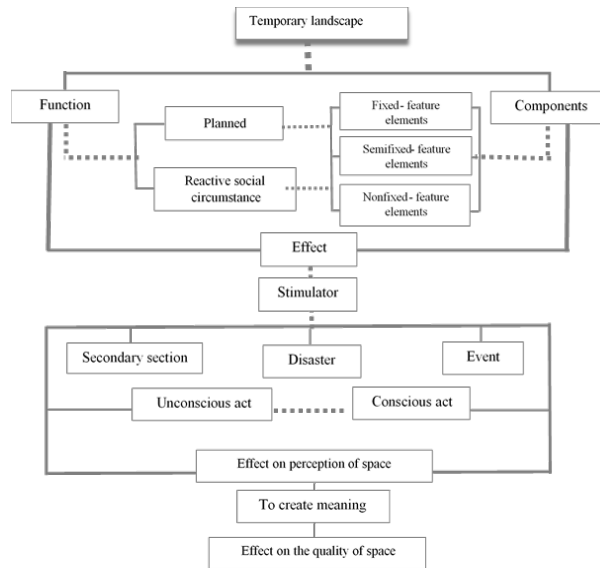 Temporary landscape
Function
Components
Planned
Reactive social
circumstance
Fixed- feature
elements
Semifixed- feature
elements
Nonfixed- feature
elements
Effect
Stimulator
Secondary section
Disaster
Event
Unconscious act
Conscious act
Effect on perception of space
To create meaning
Effect on the quality of space